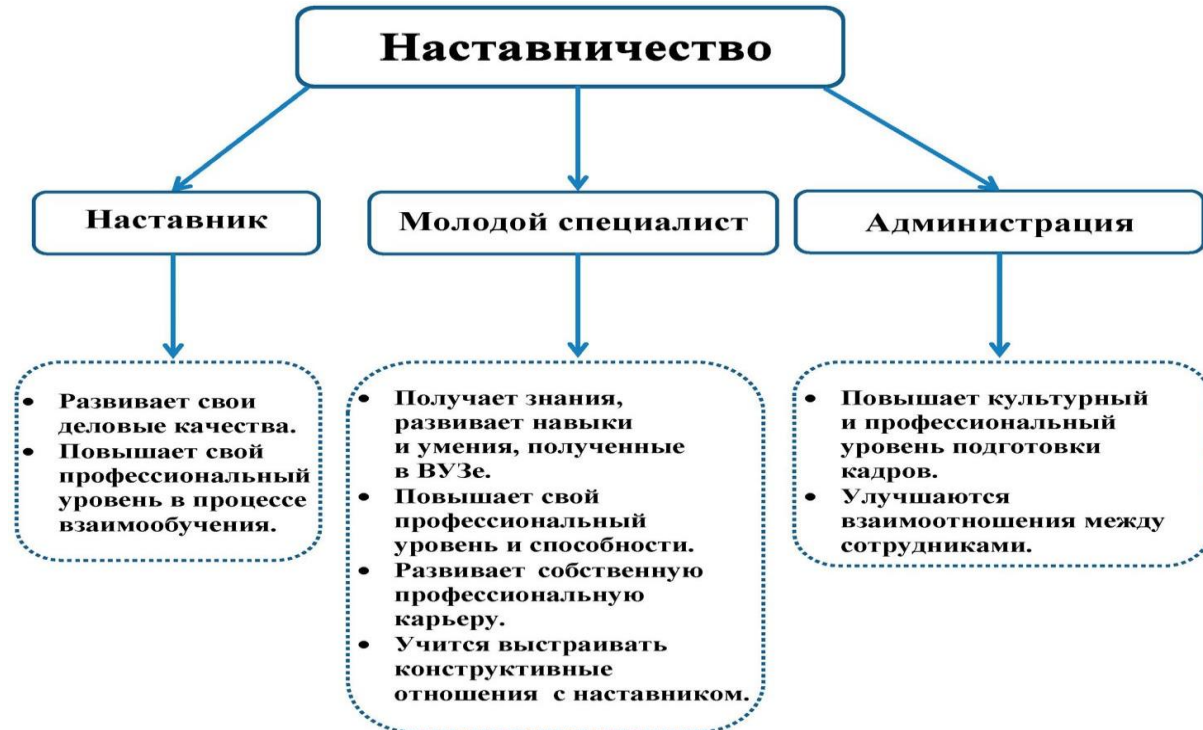 Наставничество
Наставник
Молодой специалист
Администрация
• Развивает свои
деловые качества.
• Повышает свой
профессиональный
уровень в процессе
взаимообучения.
• Получает знания,
развивает навыки
и умения, полученные
в ВУЗе.
• Повышает свой
профессиональный
уровень и способности.
• Развивает собственную
профессиональную
карьеру.
• Учится выстраивать
конструктивные
отношения с наставником.
• Повышает культурный
и профессиональный
уровень подготовки
кадров.
• Улучшаются
взаимоотношения между
сотрудниками.